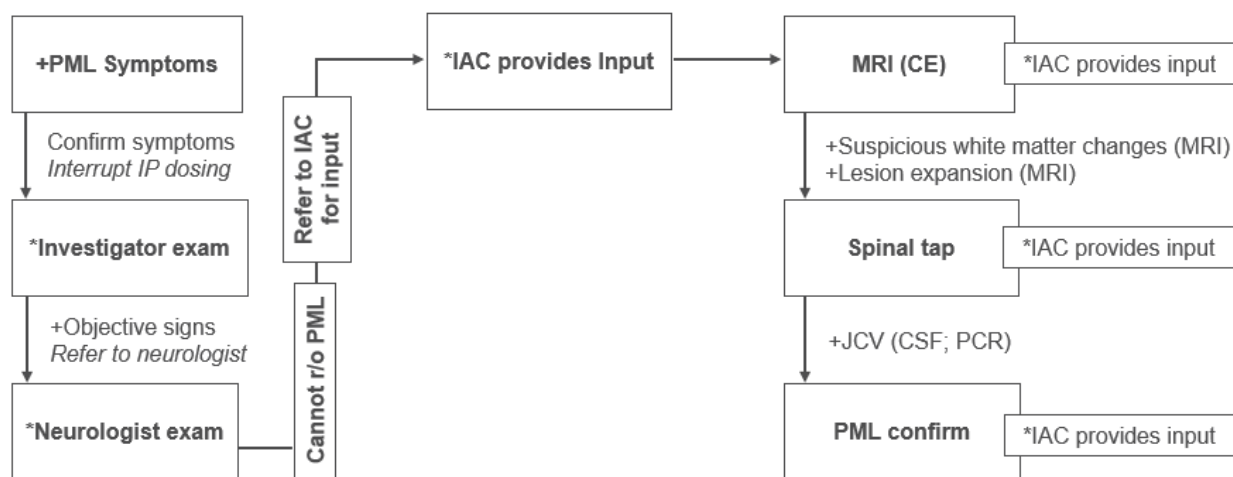 +PML Symptoms
Confirm symptoms
Interrupt IP dosing
*Investigator exam
+Objective signs
Refer to neurologist
*Neurologist exam
Cannot r/o PML
Refer to IAC
for input
*IAC provides Input
MRI (CE)
*IAC provides input
+Suspicious white matter changes (MRI)
+Lesion expansion (MRI)
Spinal tap
*IAC provides input
+JCV (CSF; PCR)
PML confirm
*IAC provides input